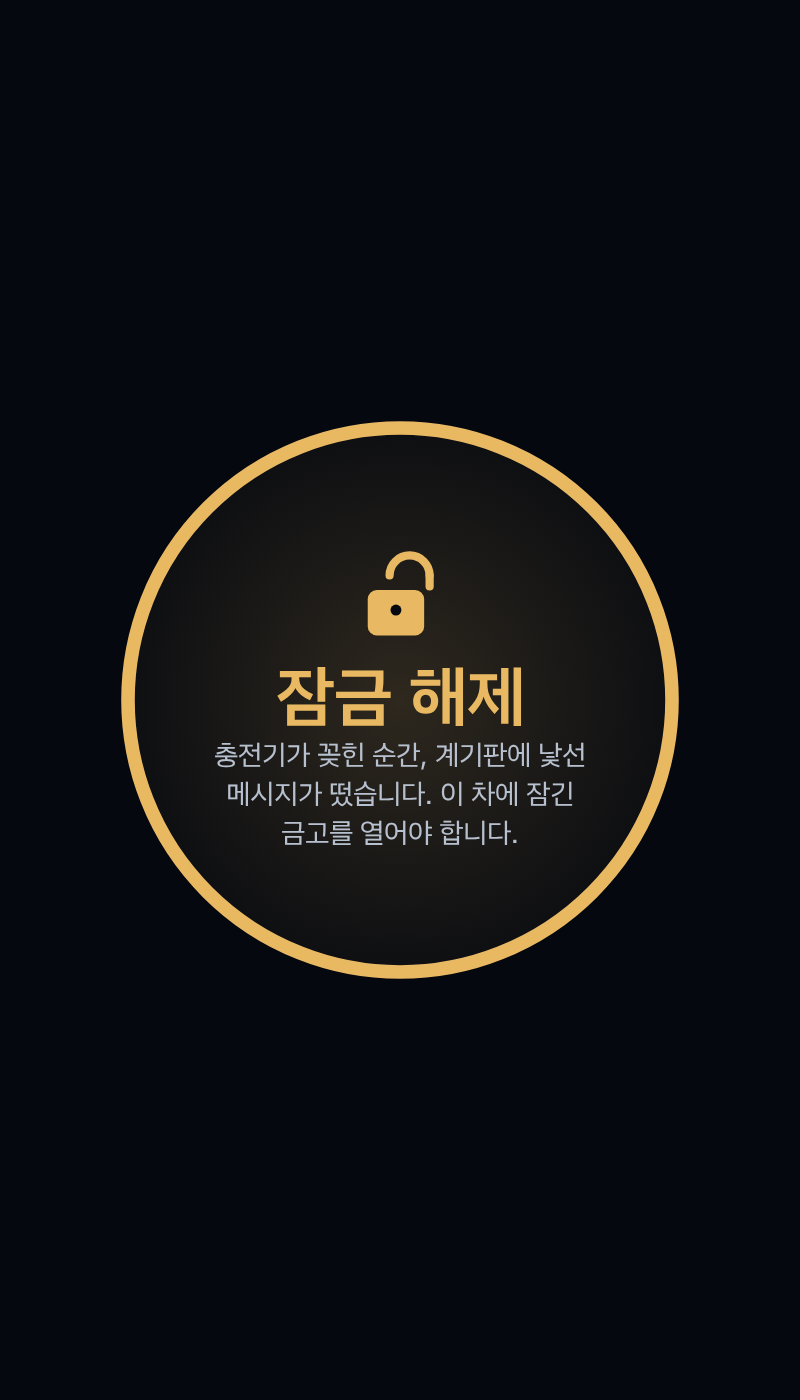 잠금 해제
충전기가 꽂힌 순간, 계기판에 낯선
메시지가 떴습니다. 이 차에 잠긴
금고를 열어야 합니다.